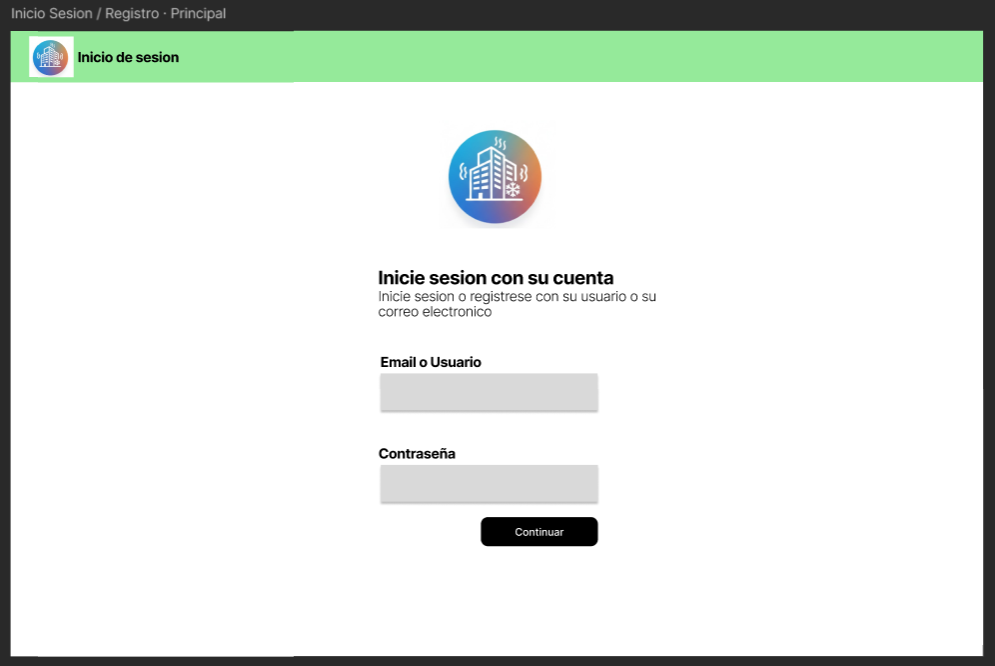 Inicio Sesion / Registro · Principal
Inicio de sesion
Inicie sesion con su cuenta
Inicie sesion o registrese con su usuario o su
correo electronico
Email o Usuario
Contraseña
Continuar